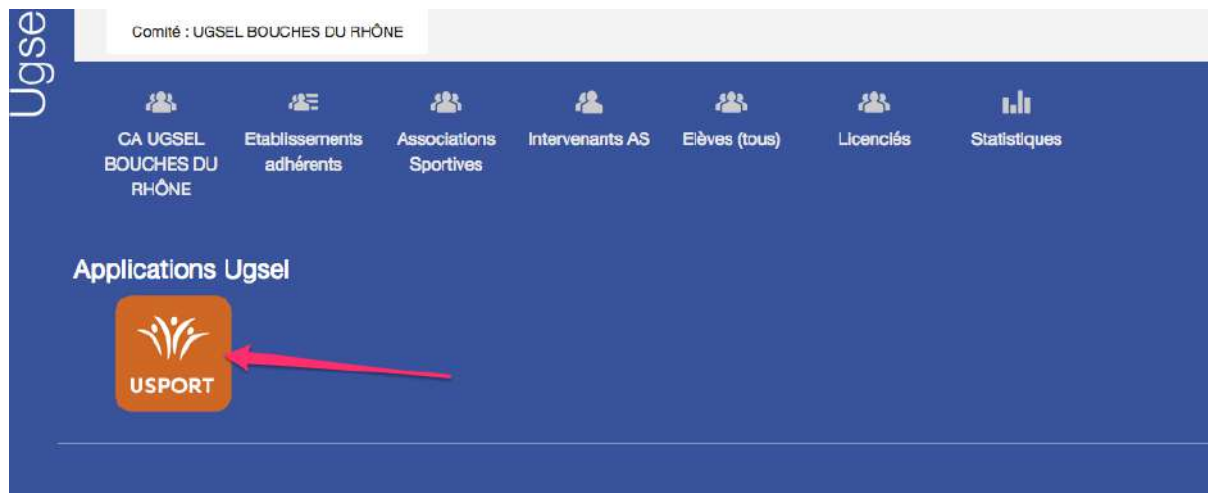 Ugsel
Comité : UGSEL BOUCHES DU RHÔNE
CA UGSEL
BOUCHES DU
RHÔNE
Etablissements
adhérents
Associations
Sportives
Intervenants AS
Elèves (tous)
Licenciés
Statistiques
Applications Ugsel
USPORT